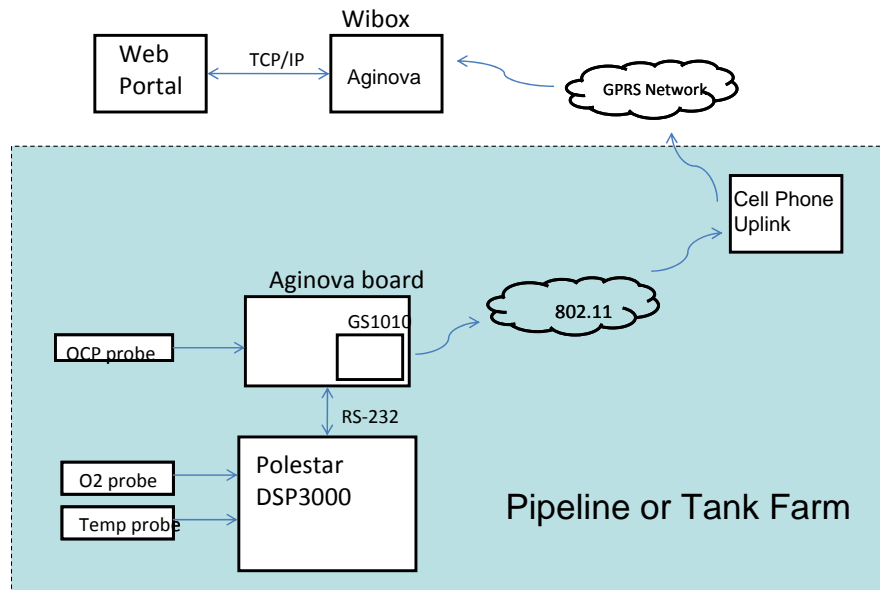 Wibox
Web
Portal
TCP/IP
Aginova
GPRS Network
Cell Phone
Uplink
Aginova board
GS1010
802.11
OCP probe
RS-232
Polestar
DSP3000
O2 probe
Temp probe
Pipeline or Tank Farm